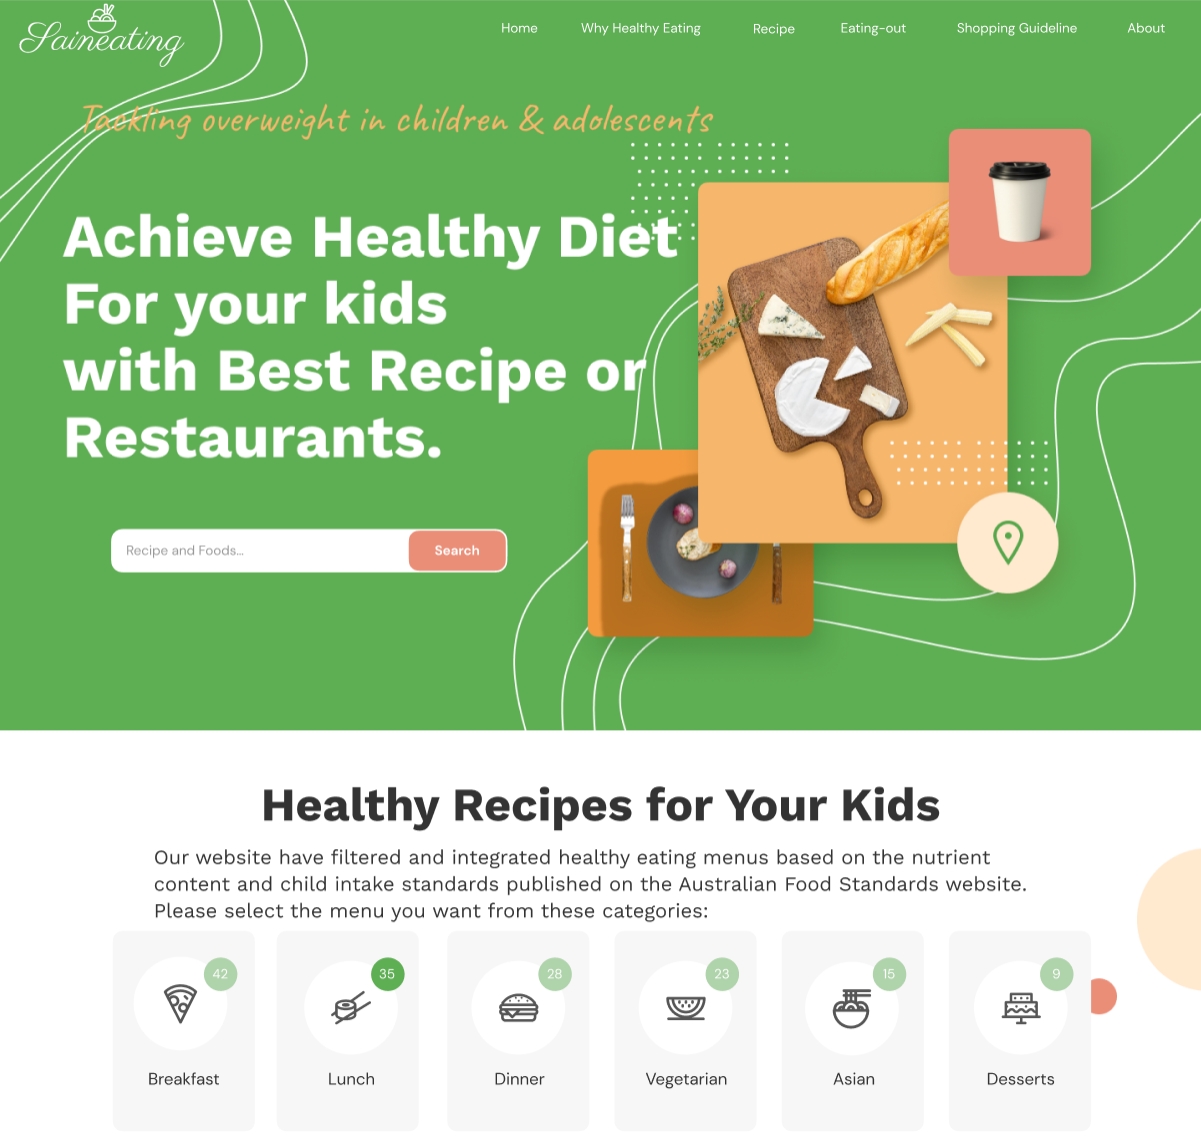 Saineating
Home Why Healthy Eating Recipe Eating-out Shopping Guideline About
Tackling overweight in children & adolescents
Achieve Healthy Diet
For your kids
with Best Recipe or
Restaurants.
Recipe and Foods... Search
Healthy Recipes for Your Kids
Our website have filtered and integrated healthy eating menus based on the nutrient
content and child intake standards published on the Australian Food Standards website.
Please select the menu you want from these categories:
42 35 28 23 15 9
Breakfast Lunch Dinner Vegetarian Asian Desserts